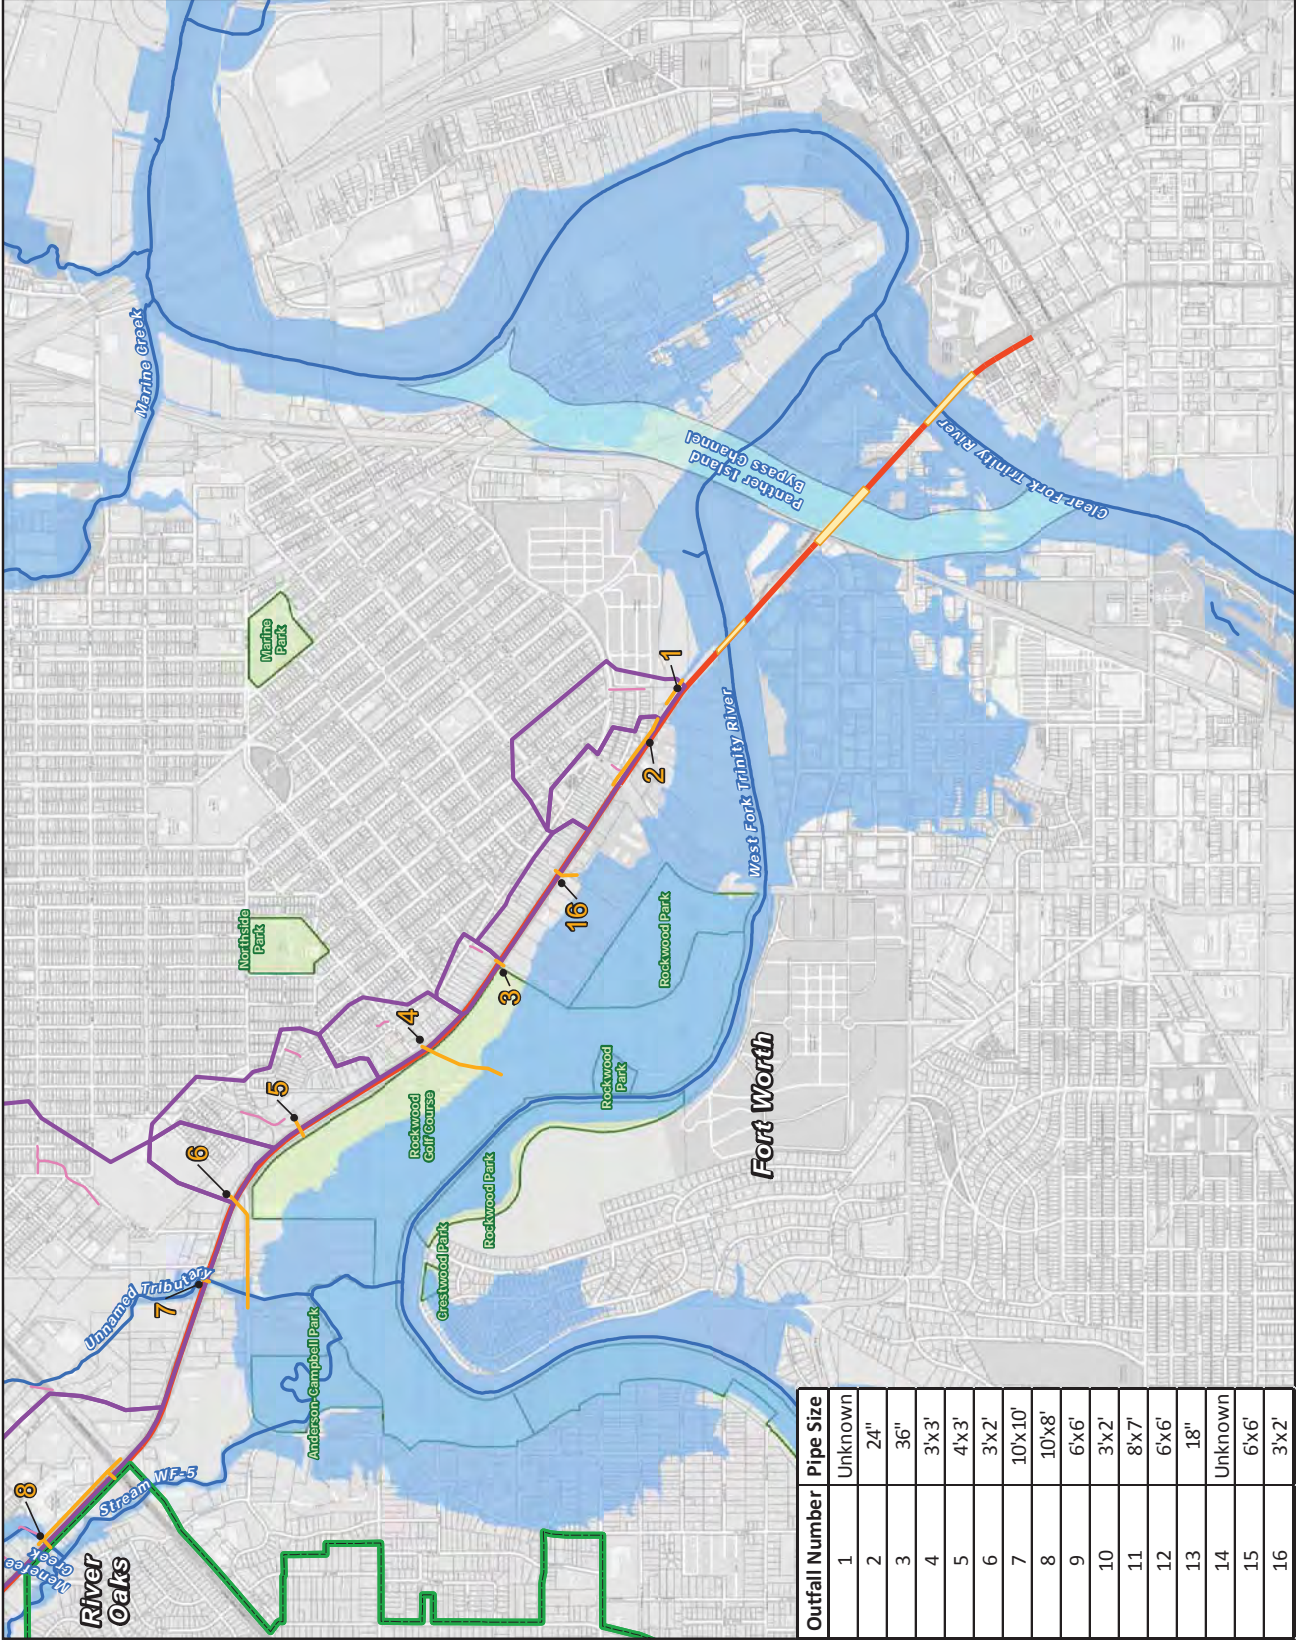 Marine Creek
Marine
Park
Northside
Park
Panther Island
Bypass Channel
Clear Fork Trinity River
West Fork Trinity River
1
2
16
3
4
5
6
7
8
Rockwood Park
Rockwood
Park
Rockwood
Golf Course
Rockwood Park
Crestwood Park
Anderson-Campbell Park
Unnamed Tributary
Stream WF-5
Menefee
Creek
River
Oaks
Fort Worth
Outfall Number Pipe Size
1 Unknown
2 24"
3 36"
4 3'x3'
5 4'x3'
6 3'x2'
7 10'x10'
8 10'x8'
9 6'x6'
10 3'x2'
11 8'x7'
12 6'x6'
13 18"
14 Unknown
15 6'x6'
16 3'x2'